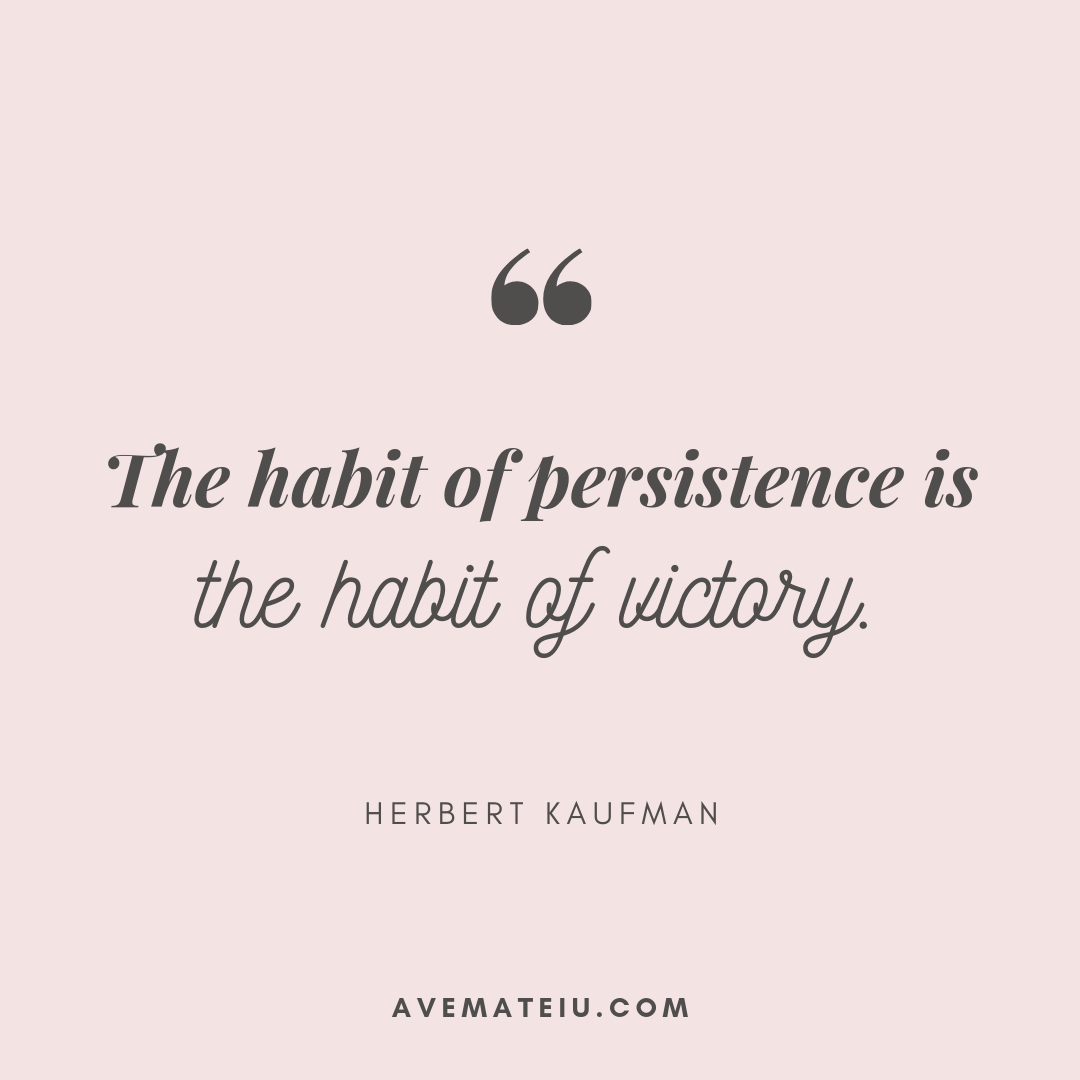 “
The habit of persistence is
the habit of victory.
HERBERT KAUFMAN
AVEMATEIU.COM